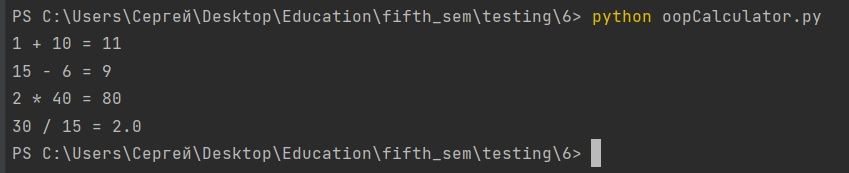 PS C:\Users\Сергей\Desktop\Education\fifth_sem\testing\6> python oopCalculator.py
1 + 10 = 11
15 - 6 = 9
2 * 40 = 80
30 / 15 = 2.0
PS C:\Users\Сергей\Desktop\Education\fifth_sem\testing\6>